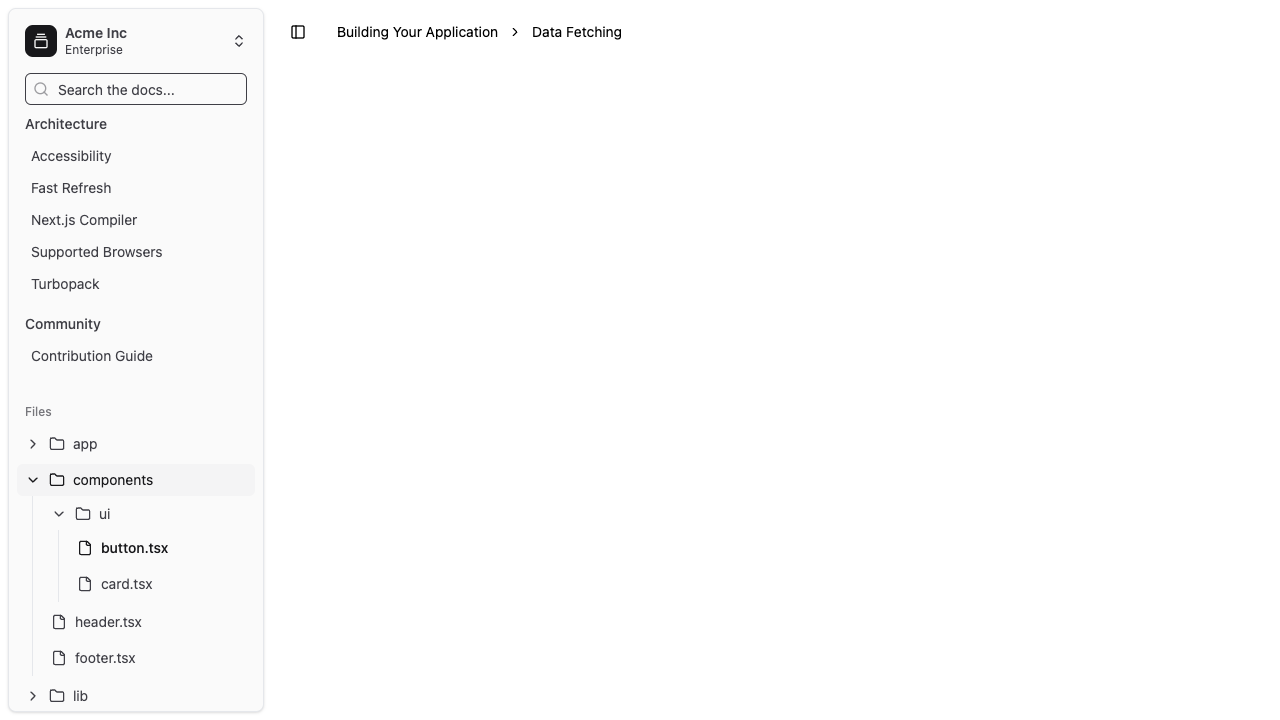 Acme Inc
Enterprise
Search the docs...
Architecture
Accessibility
Fast Refresh
Next.js Compiler
Supported Browsers
Turbopack
Community
Contribution Guide
Files
app
components
ui
button.tsx
card.tsx
header.tsx
footer.tsx
lib
Building Your Application
Data Fetching